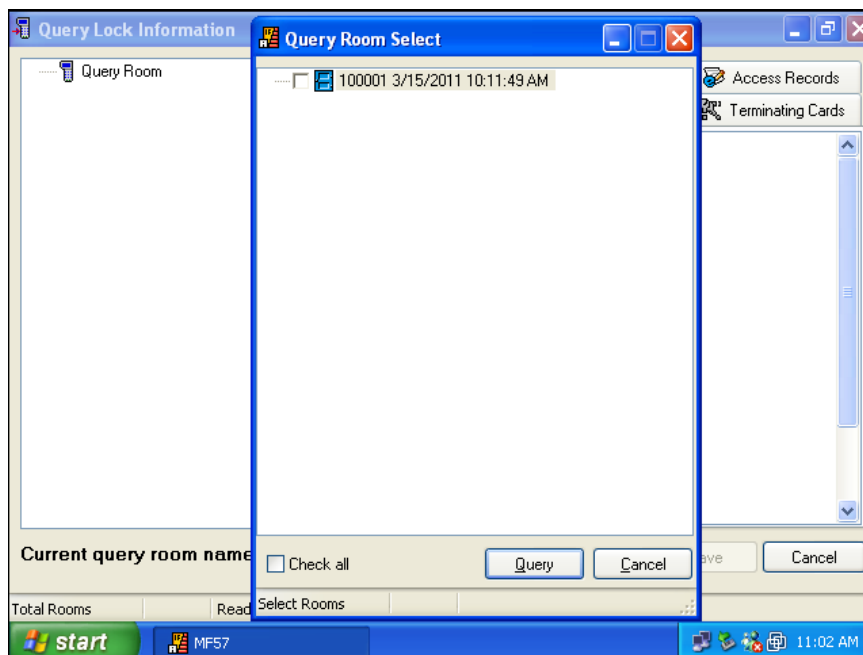 Query Lock Information
Query Room Select
Query Room
100001 3/15/2011 10:11:49 AM
Access Records
Terminating Cards
Current query room name
Check all
Query
Cancel
ave
Cancel
Total Rooms
Read
Select Rooms
start
MF57
11:02 AM